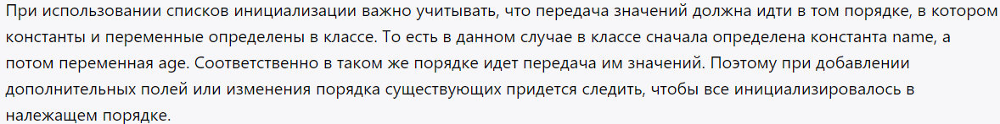 При использовании списков инициализации важно учитывать, что передача значений должна идти в том порядке, в котором
константы и переменные определены в классе. То есть в данном случае в классе сначала определена константа name, а
потом переменная age. Соответственно в таком же порядке идет передача им значений. Поэтому при добавлении
дополнительных полей или изменения порядка существующих придется следить, чтобы все инициализировалось в
належащем порядке.